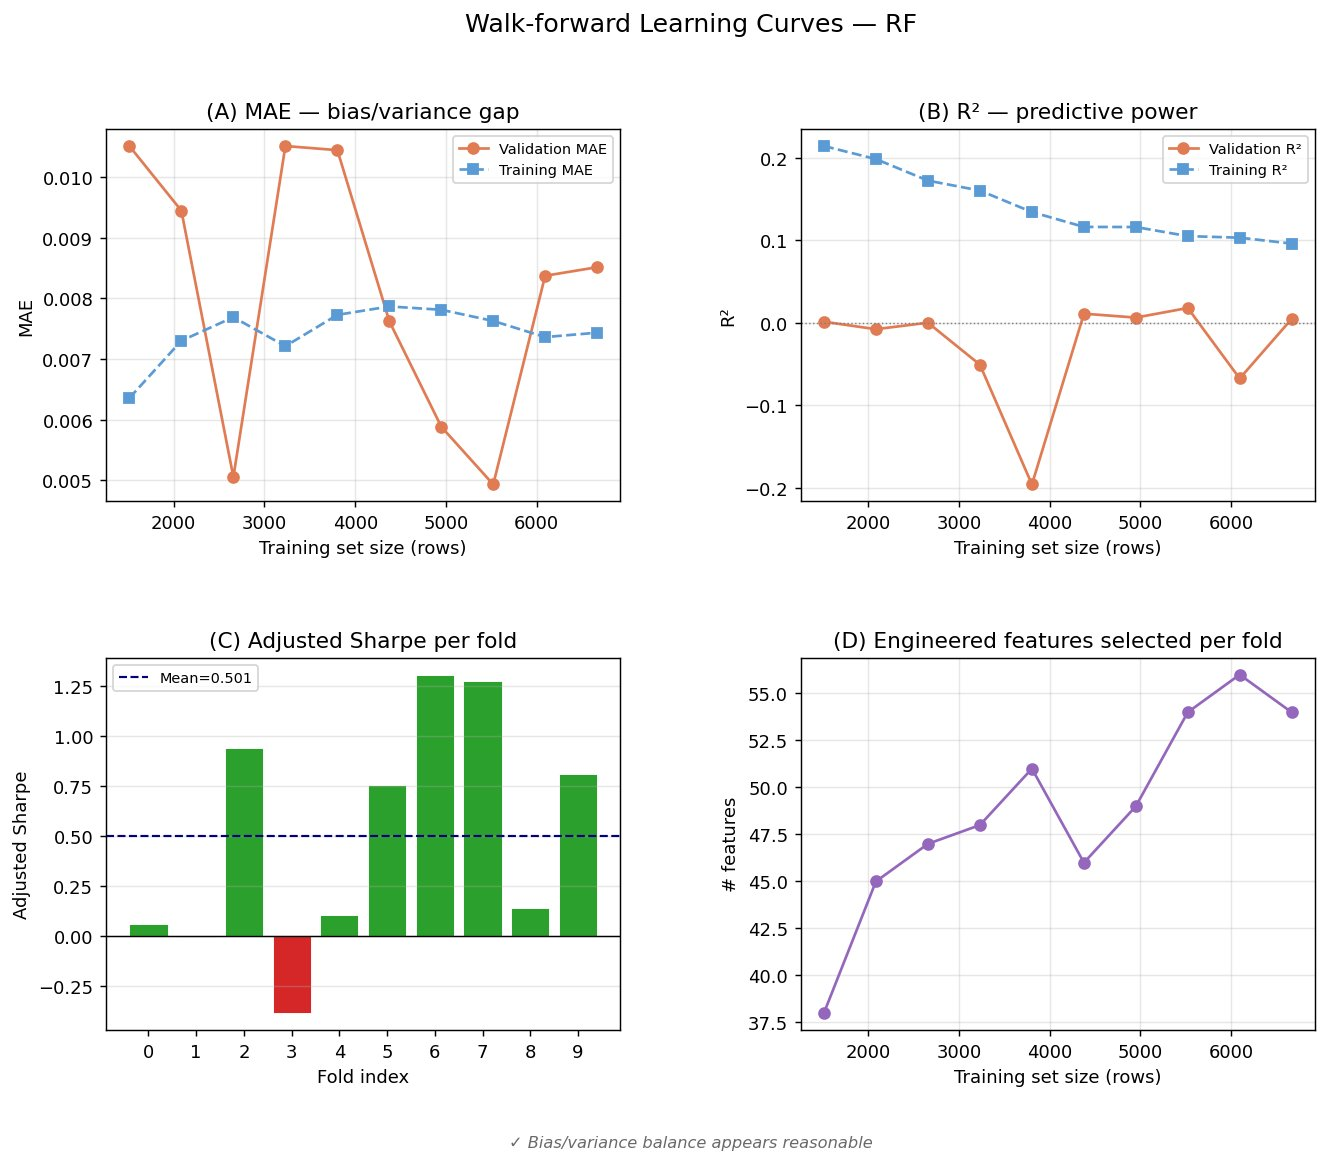 Walk-forward Learning Curves — RF
(A) MAE — bias/variance gap
Validation MAE
Training MAE
0.010
0.009
0.008
0.007
0.006
0.005
MAE
2000 3000 4000 5000 6000
Training set size (rows)
(B) R² — predictive power
Validation R²
Training R²
0.2
0.1
0.0
−0.1
−0.2
R²
2000 3000 4000 5000 6000
Training set size (rows)
(C) Adjusted Sharpe per fold
Mean=0.501
1.25
1.00
0.75
0.50
0.25
0.00
−0.25
Adjusted Sharpe
0 1 2 3 4 5 6 7 8 9
Fold index
(D) Engineered features selected per fold
55.0
52.5
50.0
47.5
45.0
42.5
40.0
37.5
# features
2000 3000 4000 5000 6000
Training set size (rows)
✓ Bias/variance balance appears reasonable